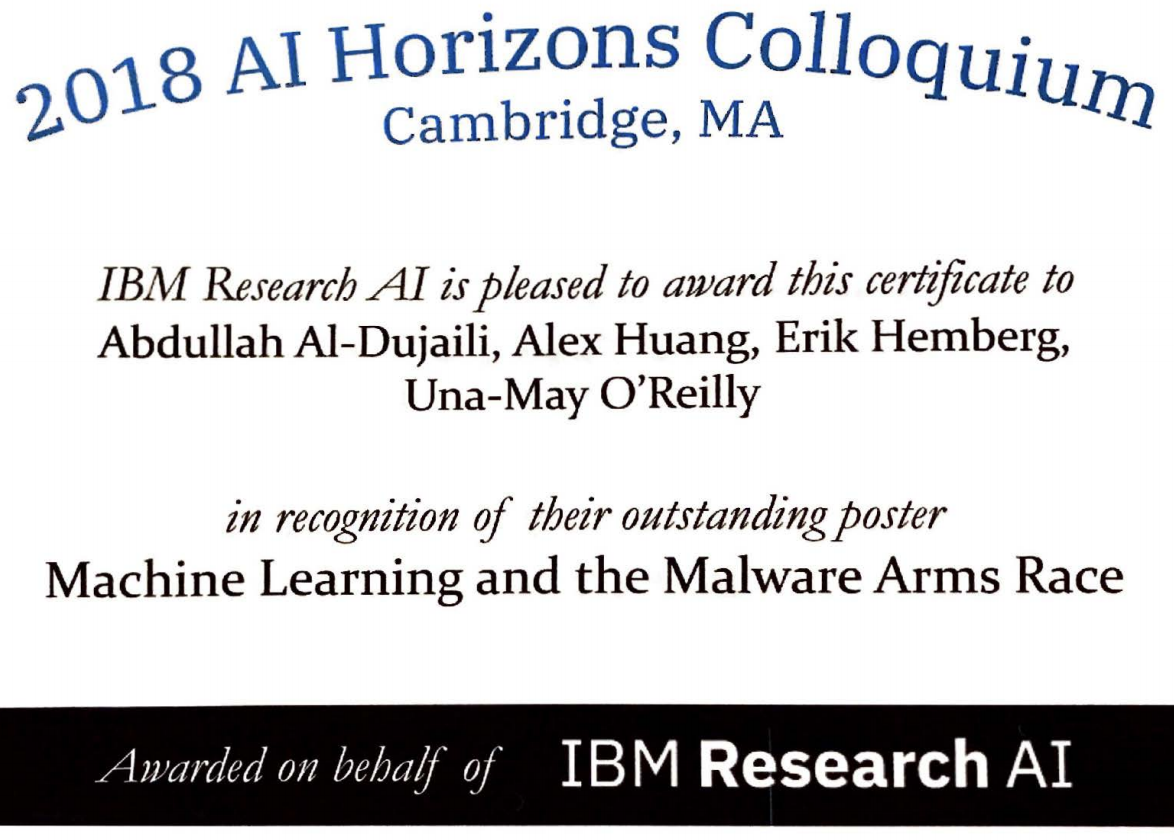 2018 AI Horizons Colloquium
Cambridge, MA
IBM Research AI is pleased to award this certificate to
Abdullah Al-Dujaili, Alex Huang, Erik Hemberg,
Una-May O’Reilly
in recognition of their outstanding poster
Machine Learning and the Malware Arms Race
Awarded on behalf of IBM Research AI